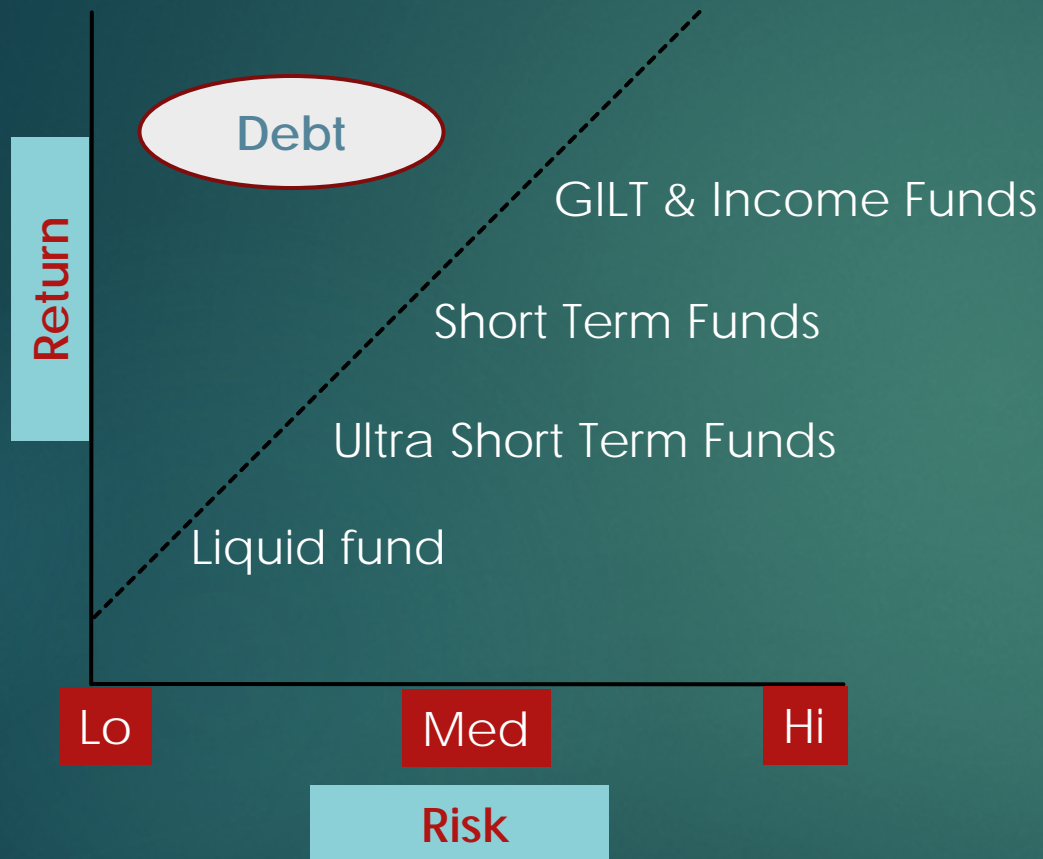 Debt
GILT & Income Funds
Return
Short Term Funds
Ultra Short Term Funds
Liquid fund
Lo
Med
Hi
Risk